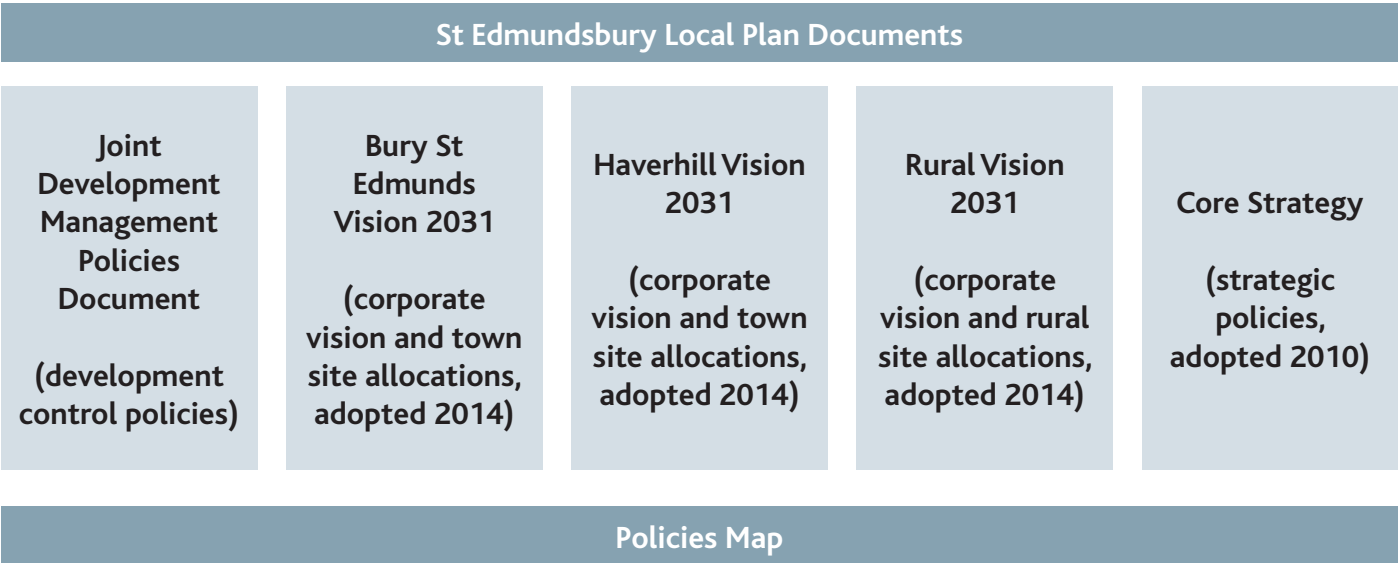 St Edmundsbury Local Plan Documents
Joint
Development
Management
Policies
Document
(development
control policies)
Bury St
Edmunds
Vision 2031
(corporate
vision and town
site allocations,
adopted 2014)
Haverhill Vision
2031
(corporate
vision and town
site allocations,
adopted 2014)
Rural Vision
2031
(corporate
vision and rural
site allocations,
adopted 2014)
Core Strategy
(strategic
policies,
adopted 2010)
Policies Map